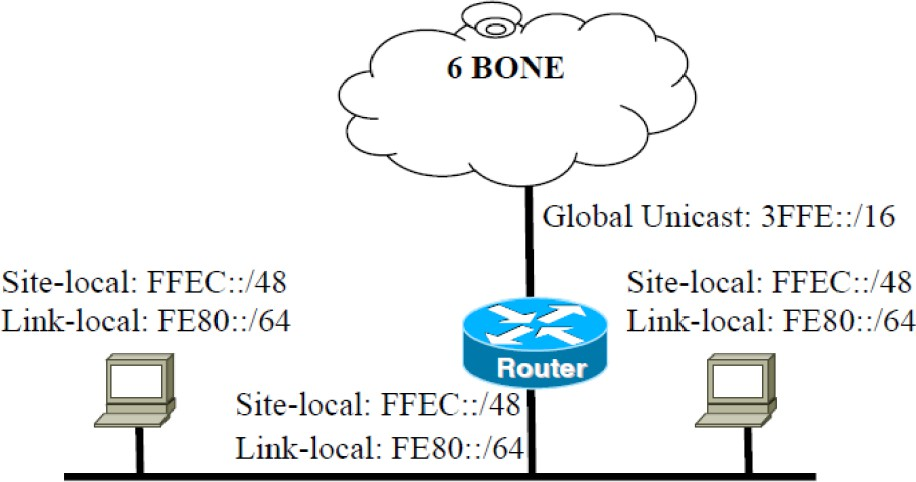 6 BONE
Global Unicast: 3FFE::/16
Site-local: FFEC::/48
Link-local: FE80::/64
Site-local: FFEC::/48
Link-local: FE80::/64
Router
Site-local: FFEC::/48
Link-local: FE80::/64